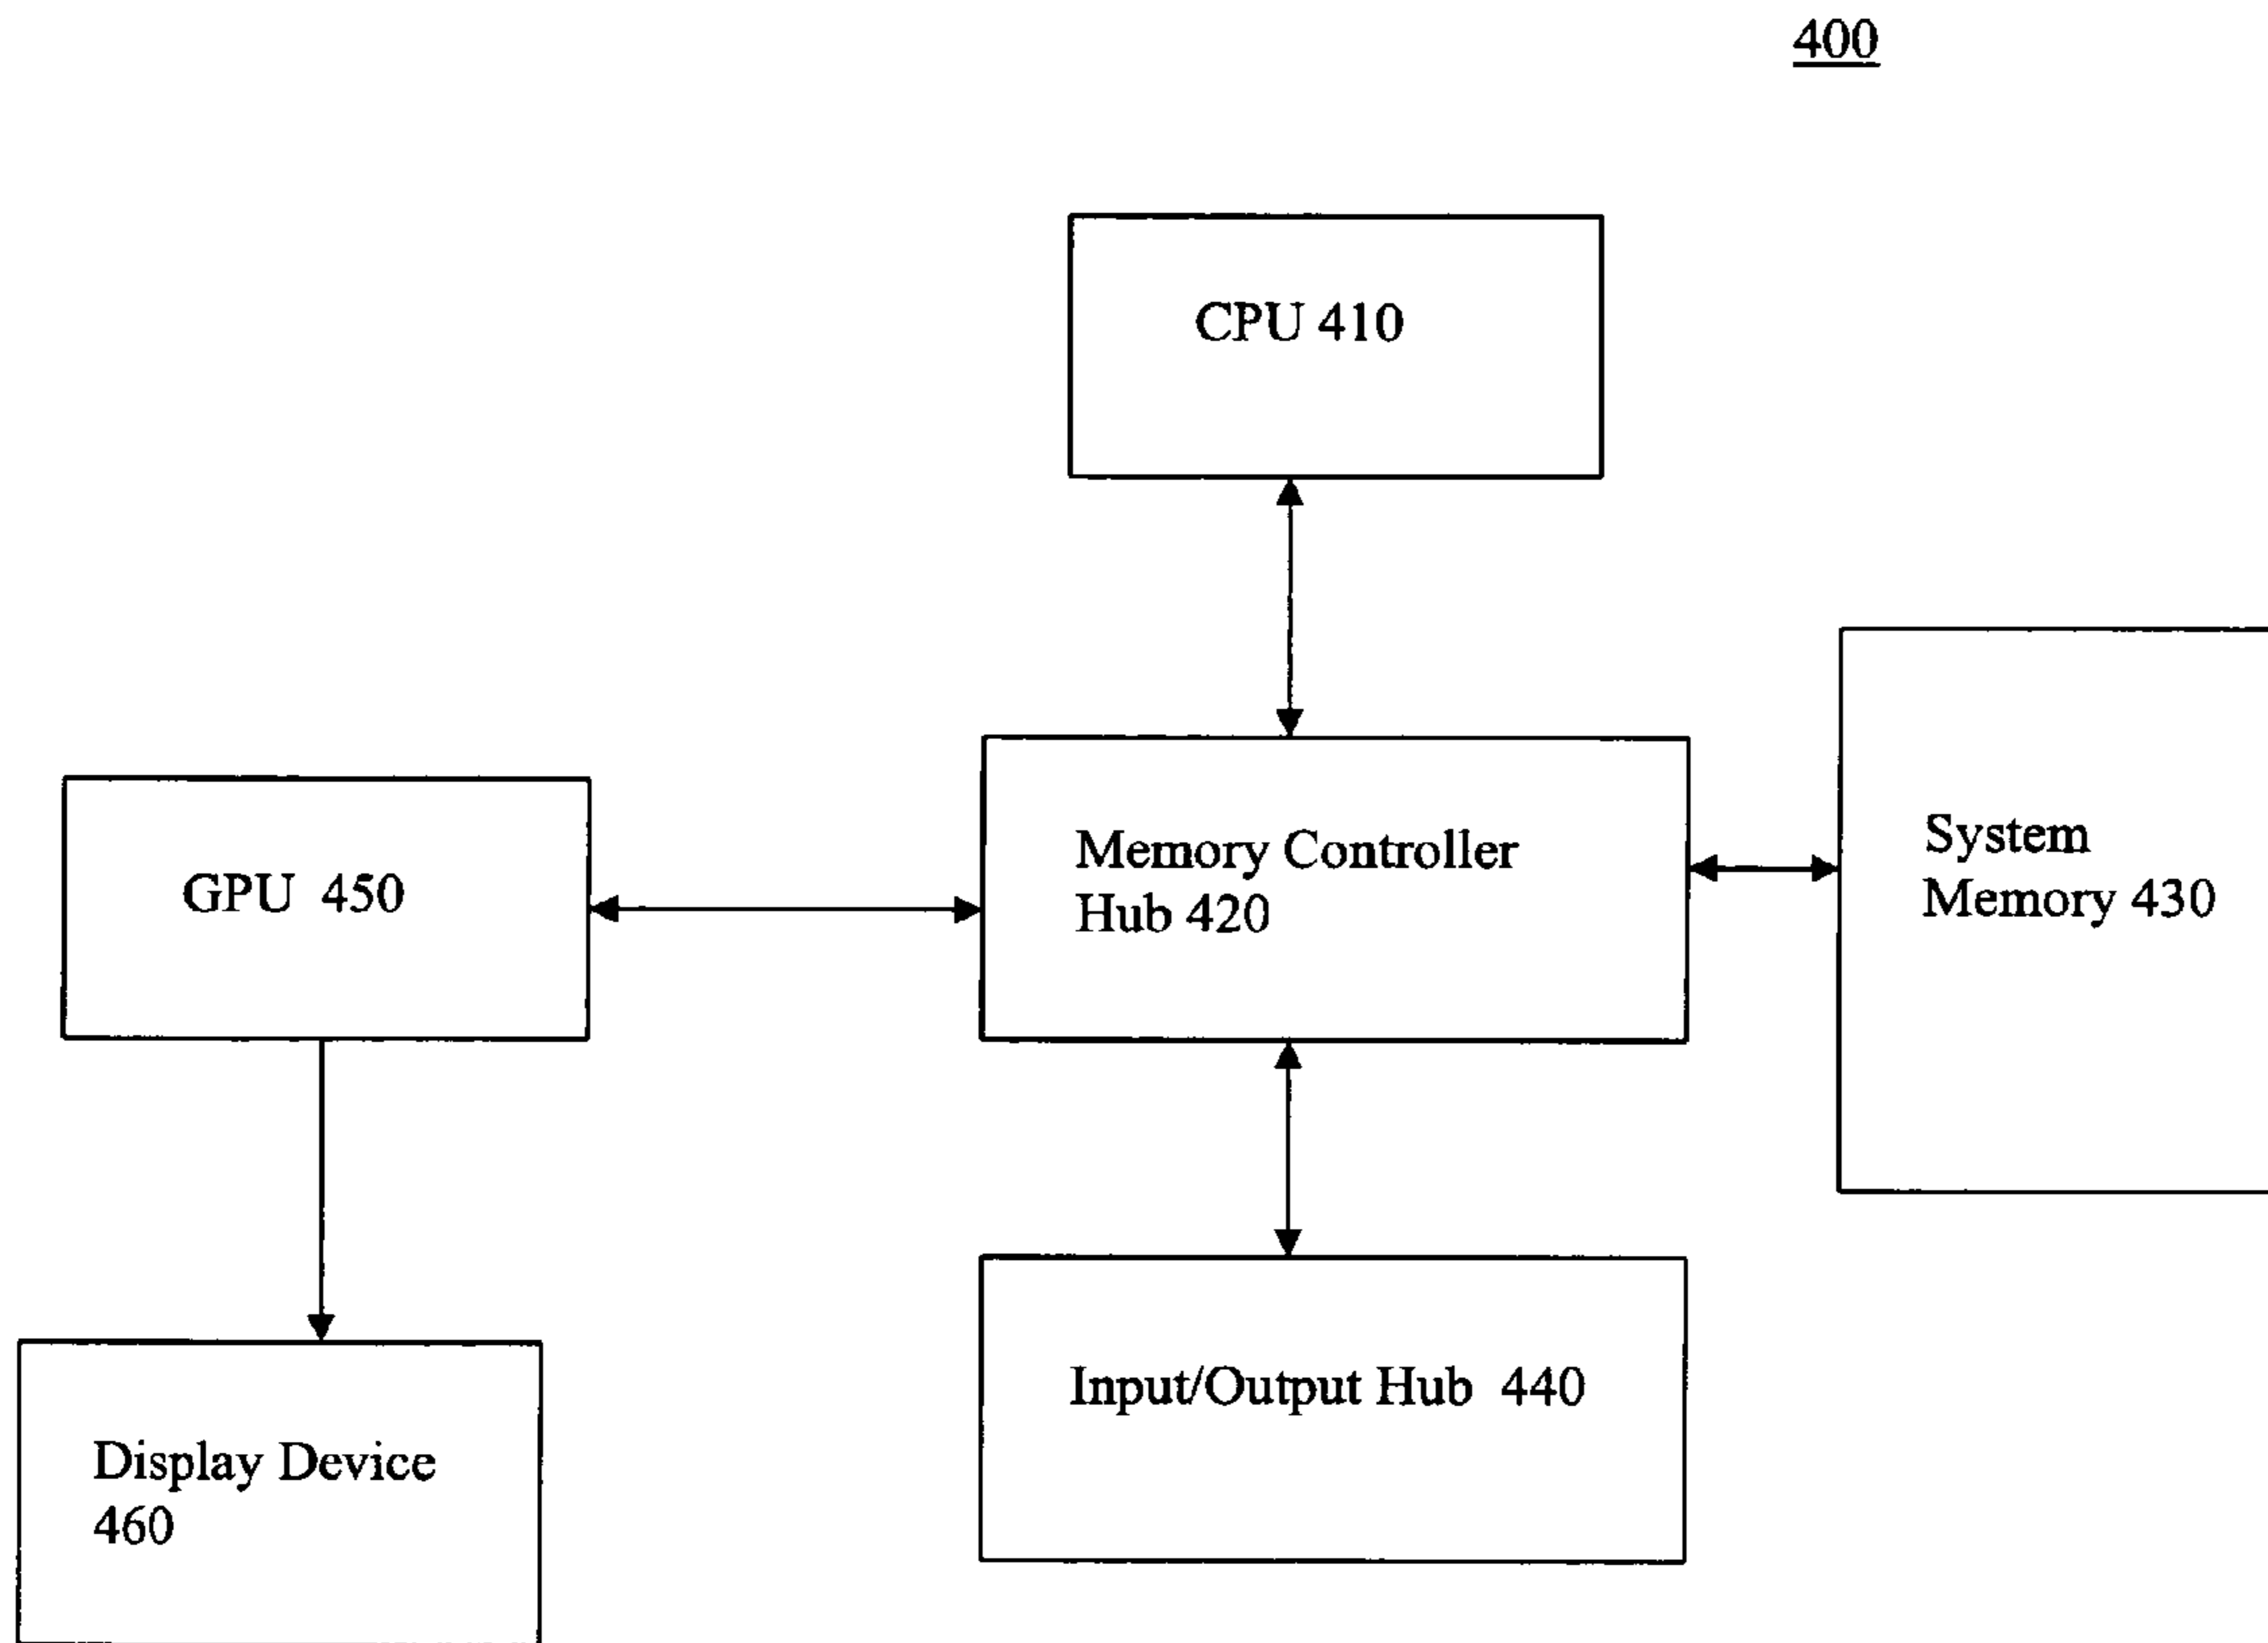 400
CPU 410
Memory Controller
Hub 420
System
Memory 430
GPU 450
Input/Output Hub 440
Display Device
460